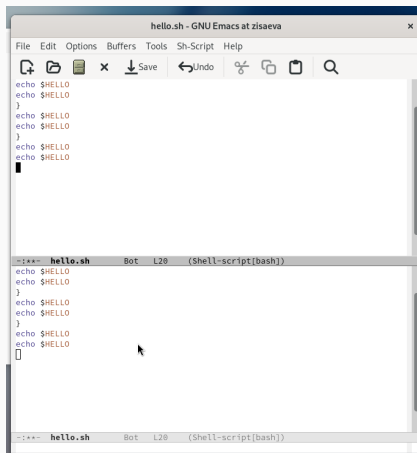 hello.sh - GNU Emacs at zisaeva
File Edit Options Buffers Tools Sh-Script Help
Save Undo
echo $HELLO
echo $HELLO
}
echo $HELLO
echo $HELLO
}
echo $HELLO
echo $HELLO
-:**- hello.sh Bot L20 (Shell-script[bash])
echo $HELLO
echo $HELLO
}
echo $HELLO
echo $HELLO
}
echo $HELLO
echo $HELLO
-:**- hello.sh Bot L20 (Shell-script[bash])